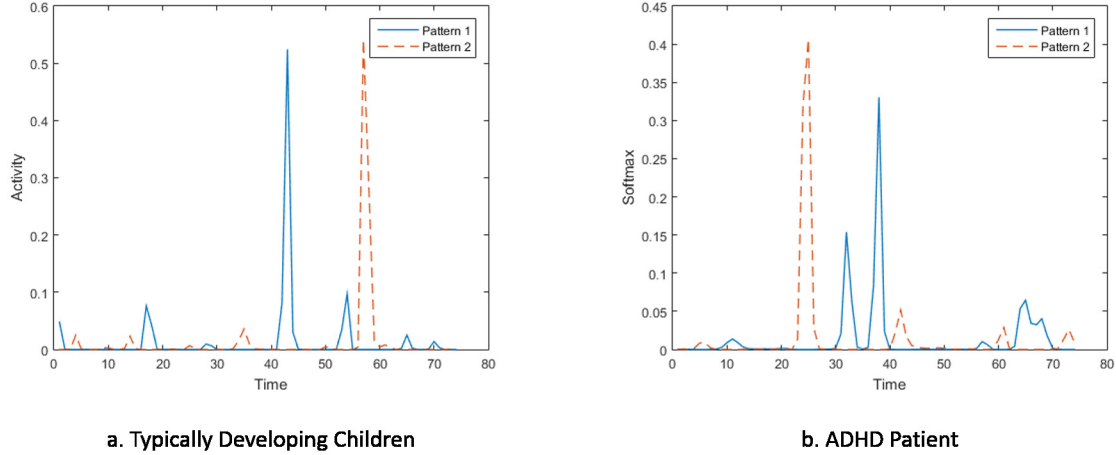 0.6
0.5
0.4
0.3
0.2
0.1
0
Activity
0 10 20 30 40 50 60 70 80
Time
Pattern 1
Pattern 2
a. Typically Developing Children
0.45
0.4
0.35
0.3
0.25
0.2
0.15
0.1
0.05
0
Softmax
0 10 20 30 40 50 60 70 80
Time
Pattern 1
Pattern 2
b. ADHD Patient